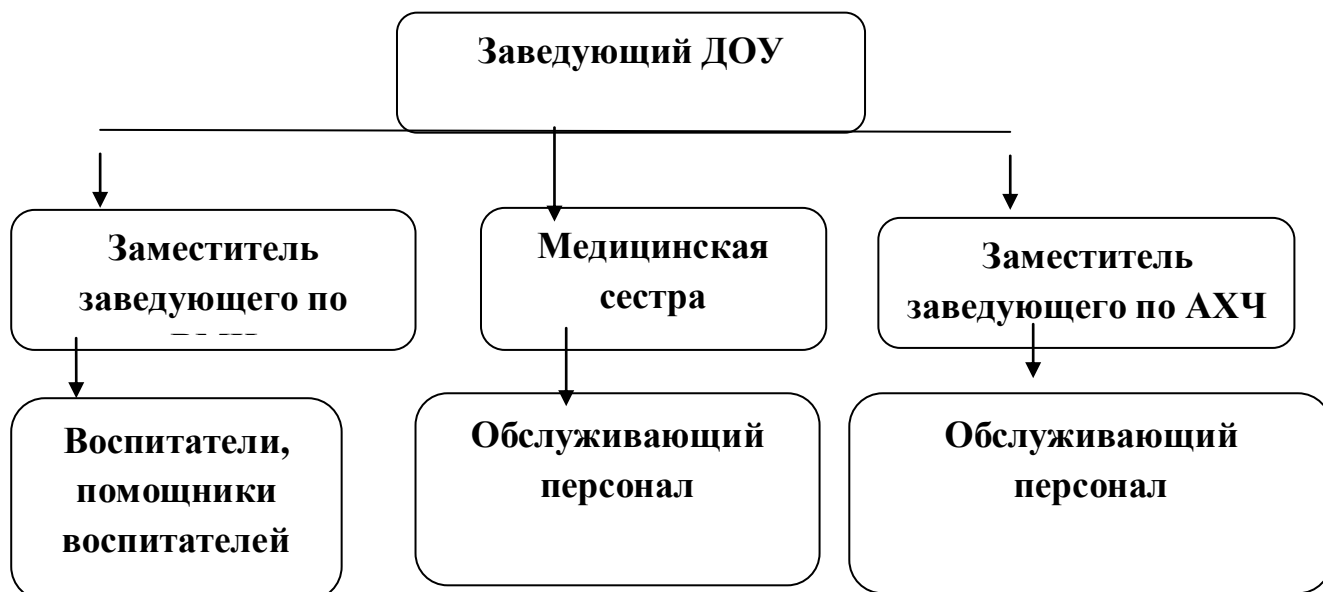 Заведующий ДОУ
Заместитель
заведующего по
Медицинская
сестра
Заместитель
заведующего по АХЧ
Воспитатели,
помощники
воспитателей
Обслуживающий
персонал
Обслуживающий
персонал